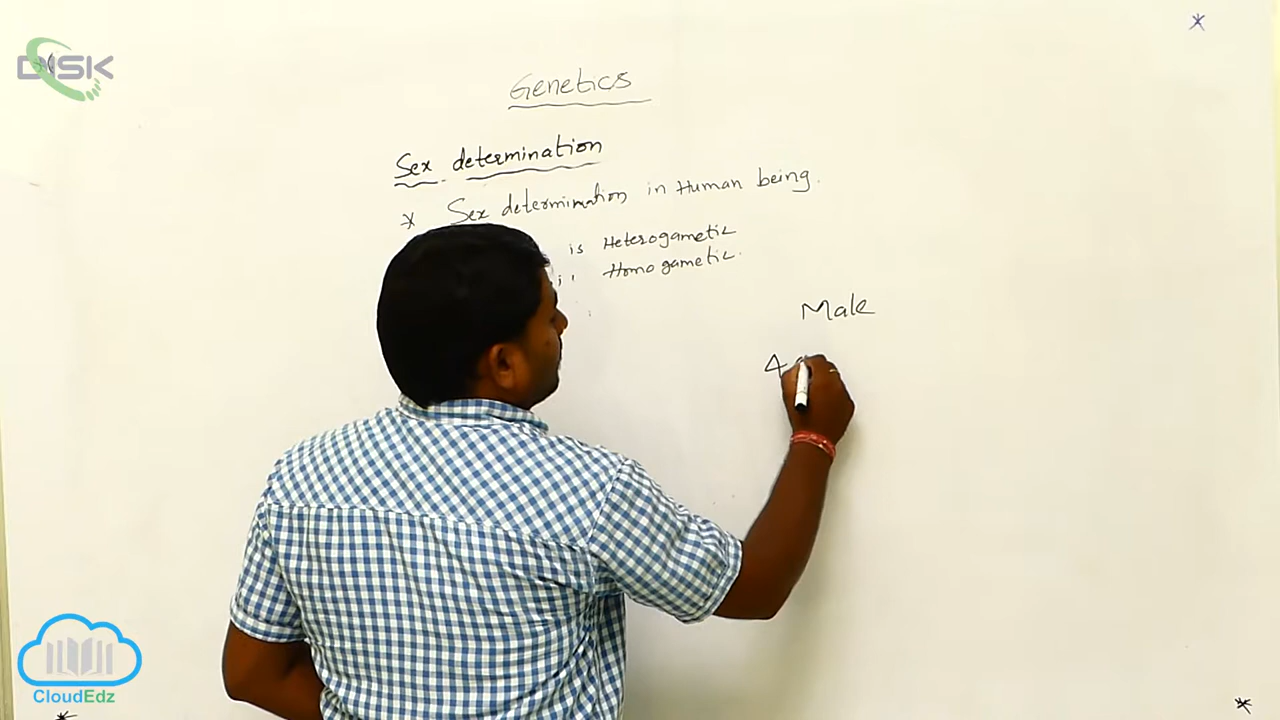 DISK
Genetics
Sex determination
* Sex determination in Human being.
is Heterogametic
Homogametic.
Male
4
CloudEdz